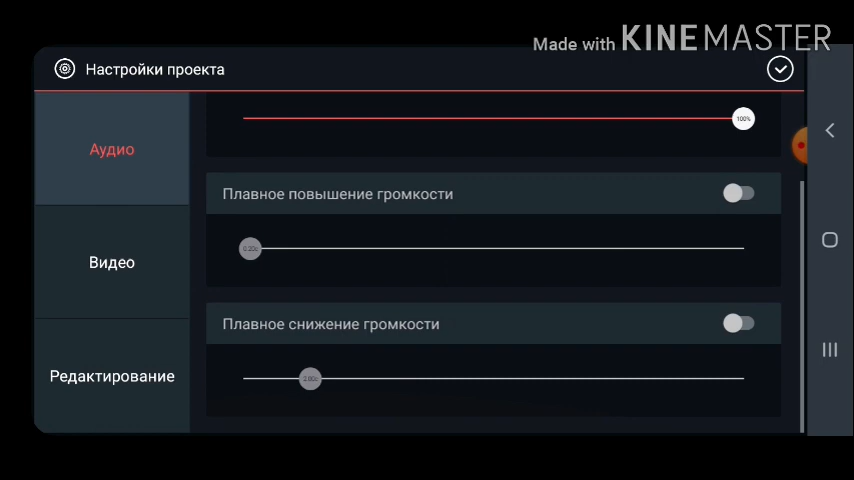 Made with KINEMASTER
Настройки проекта
Аудио
100%
Плавное повышение громкости
Видео
Плавное снижение громкости
Редактирование